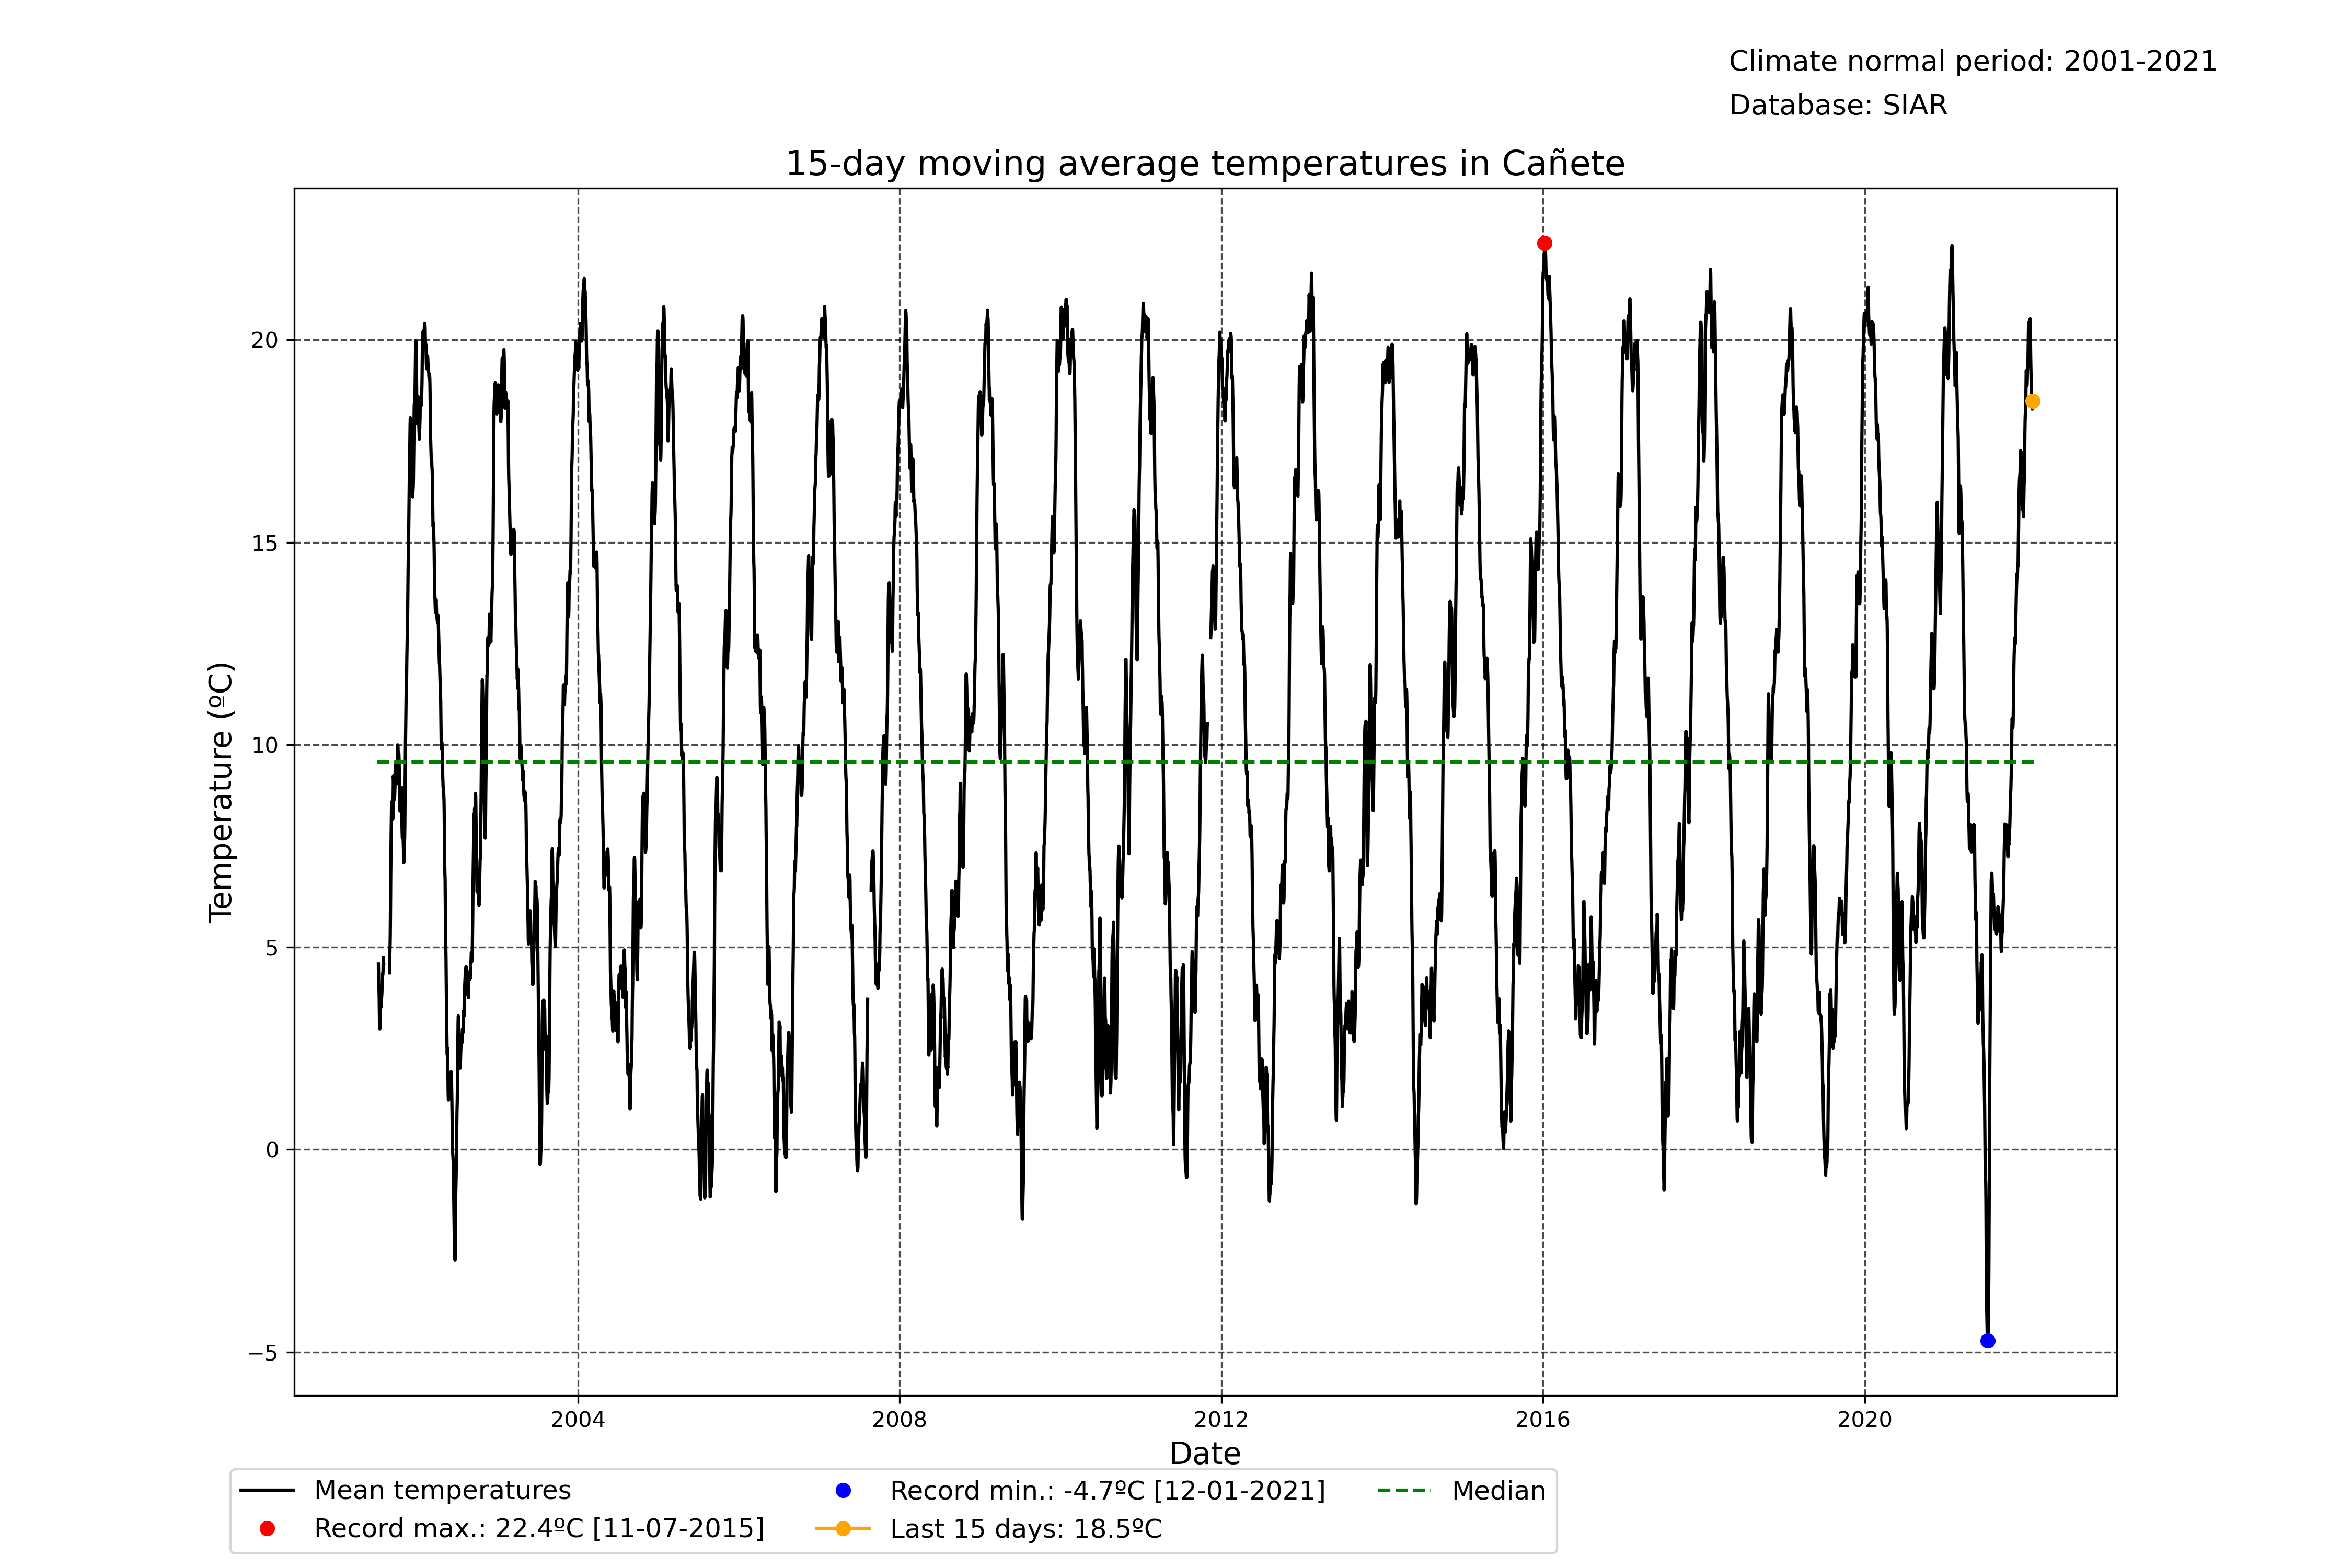 Climate normal period: 2001-2021
Database: SIAR
15-day moving average temperatures in Cañete
Temperature (ºC)
20
15
10
5
0
−5
2004
2008
2012
2016
2020
Date
Mean temperatures
Record max.: 22.4ºC [11-07-2015]
Record min.: -4.7ºC [12-01-2021]
Last 15 days: 18.5ºC
Median